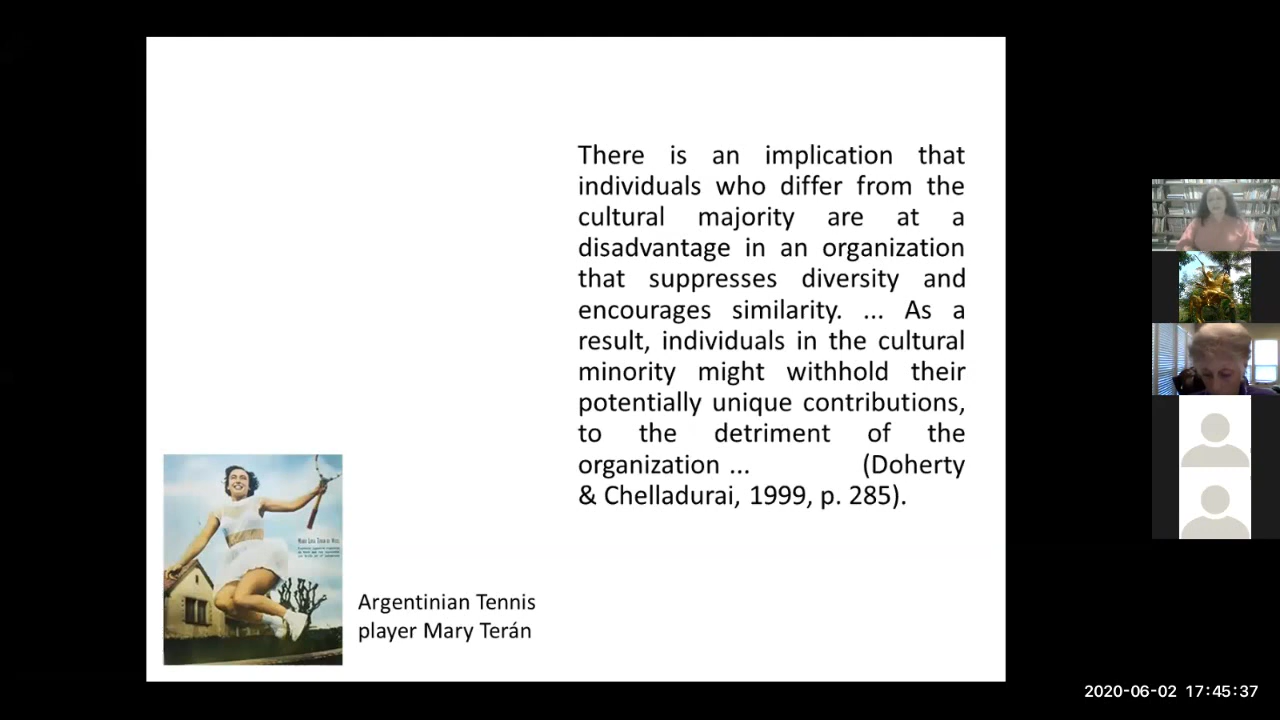 There is an implication that
individuals who differ from the
cultural majority are at a
disadvantage in an organization
that suppresses diversity and
encourages similarity. ... As a
result, individuals in the cultural
minority might withhold their
potentially unique contributions,
to the detriment of the
organization ... (Doherty
& Chelladurai, 1999, p. 285).
Argentinian Tennis
player Mary Terán
2020-06-02 17:45:37